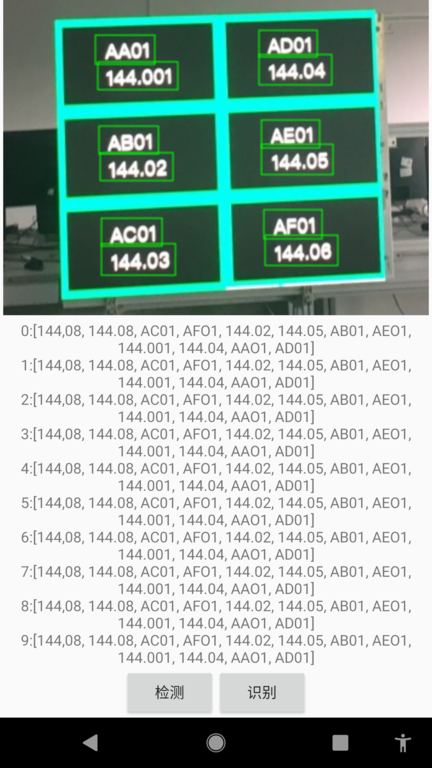 AA01
144.001
AD01
144.04
AB01
144.02
AE01
144.05
AC01
144.03
AF01
144.06
0:[144,08, 144.08, AC01, AFO1, 144.02, 144.05, AB01, AEO1,
144.001, 144.04, AAO1, AD01]
1:[144,08, 144.08, AC01, AFO1, 144.02, 144.05, AB01, AEO1,
144.001, 144.04, AAO1, AD01]
2:[144,08, 144.08, AC01, AFO1, 144.02, 144.05, AB01, AEO1,
144.001, 144.04, AAO1, AD01]
3:[144,08, 144.08, AC01, AFO1, 144.02, 144.05, AB01, AEO1,
144.001, 144.04, AAO1, AD01]
4:[144,08, 144.08, AC01, AFO1, 144.02, 144.05, AB01, AEO1,
144.001, 144.04, AAO1, AD01]
5:[144,08, 144.08, AC01, AFO1, 144.02, 144.05, AB01, AEO1,
144.001, 144.04, AAO1, AD01]
6:[144,08, 144.08, AC01, AFO1, 144.02, 144.05, AB01, AEO1,
144.001, 144.04, AAO1, AD01]
7:[144,08, 144.08, AC01, AFO1, 144.02, 144.05, AB01, AEO1,
144.001, 144.04, AAO1, AD01]
8:[144,08, 144.08, AC01, AFO1, 144.02, 144.05, AB01, AEO1,
144.001, 144.04, AAO1, AD01]
9:[144,08, 144.08, AC01, AFO1, 144.02, 144.05, AB01, AEO1,
144.001, 144.04, AAO1, AD01]
检测 识别